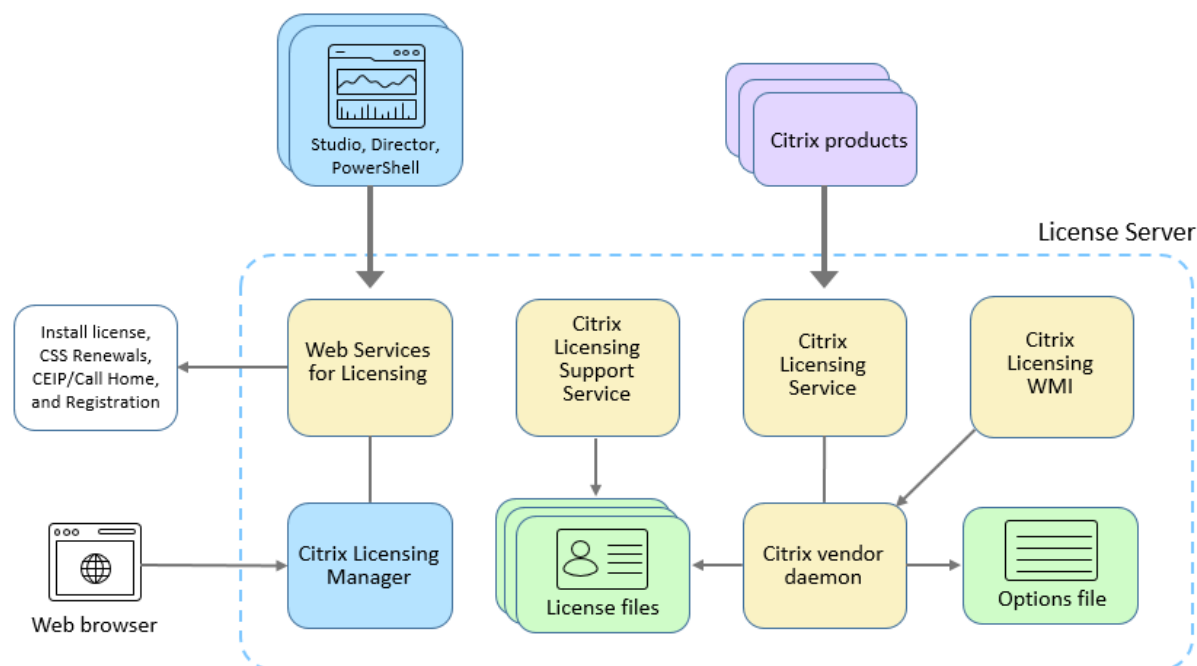 Studio, Director,
PowerShell
Citrix products
License Server
Install license,
CSS Renewals,
CEIP/Call Home,
and Registration
Web Services
for Licensing
Citrix
Licensing
Support
Service
Citrix
Licensing
Service
Citrix
Licensing
WMI
Web browser
Citrix Licensing
Manager
License files
Citrix vendor
daemon
Options file